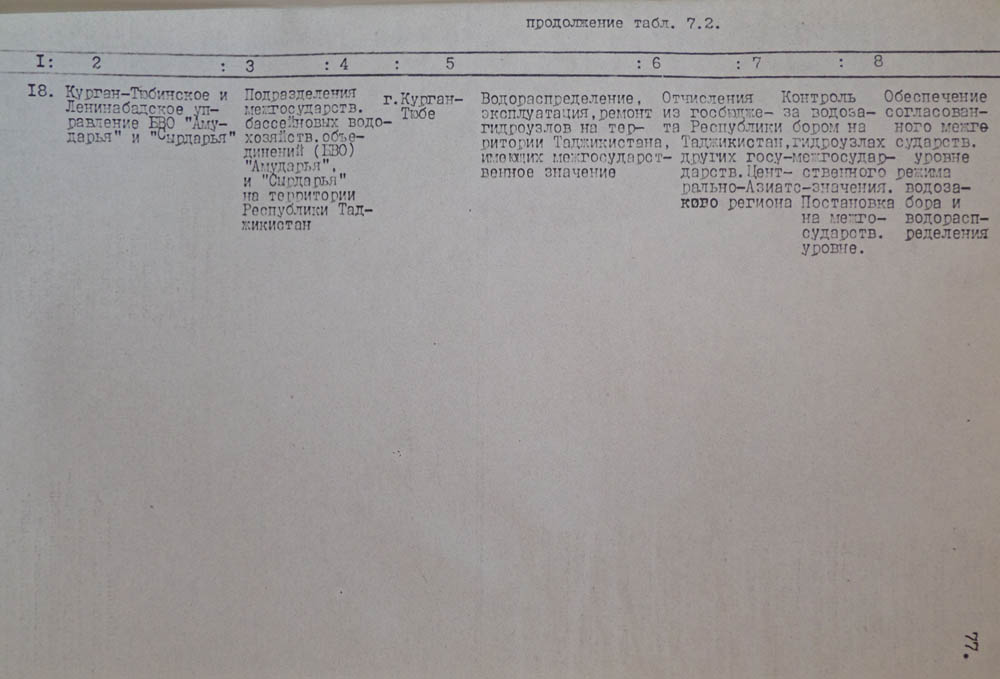 продолжение табл. 7.2.
I: 2 : 3 : 4 : 5 : 6 : 7 : 8
I8. Курган-Тюбинское и Подразделения г.Курган- Водораспределение, Отчисления Контроль Обеспечение
Ленинабадское уп- межгосударств. Тюбе эксплуатация,ремонт из госбюдже- за водоза- согласован-
равление БВО "Аму- бассейновых водо- гидроузлов на тер- та Республики бором на ного межго
дарья" и "Сырдарья" хозяйств.объе- ритории Таджикистана, Таджикистан, гидроузлах сударств.
динений (БВО) имеющих межгосударст- других госу- межгосудар- уровне
"Амударья", венное значение дарств.Цент- ственного режима
и "Сырдарья" рально-Азиатс- значения. водоза-
на территории кого региона Постановка бора и
Республики Тад- на межго- водорасп-
жикистан сударств. ределения
уровне.
77.